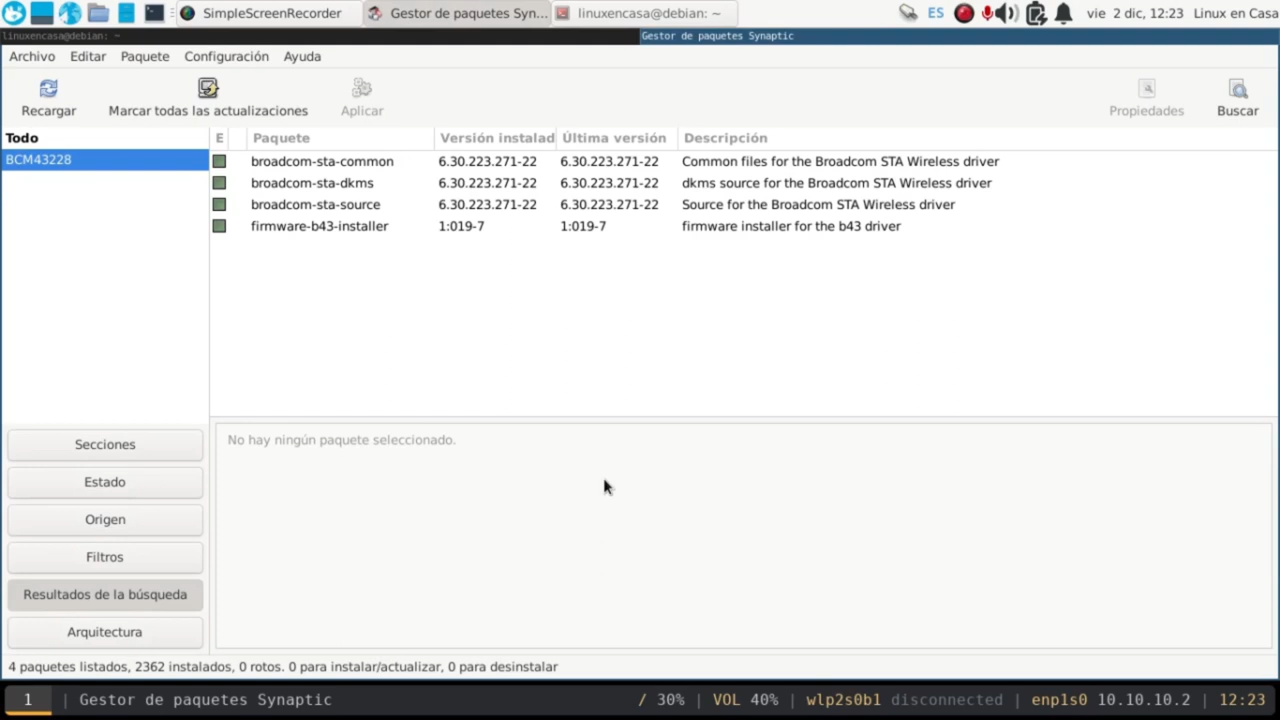 SimpleScreenRecorder
Gestor de paquetes Syn...
linuxencasa@debian: ~
ES
vie 2 dic, 12:23
Linux en Casa
linuxencasa@debian: ~
Gestor de paquetes Synaptic
Archivo Editar Paquete Configuración Ayuda
Recargar
Marcar todas las actualizaciones
Aplicar
Propiedades
Buscar
Todo
BCM43228
E Paquete Versión instalad Última versión Descripción
broadcom-sta-common 6.30.223.271-22 6.30.223.271-22 Common files for the Broadcom STA Wireless driver
broadcom-sta-dkms 6.30.223.271-22 6.30.223.271-22 dkms source for the Broadcom STA Wireless driver
broadcom-sta-source 6.30.223.271-22 6.30.223.271-22 Source for the Broadcom STA Wireless driver
firmware-b43-installer 1:019-7 1:019-7 firmware installer for the b43 driver
No hay ningún paquete seleccionado.
Secciones
Estado
Origen
Filtros
Resultados de la búsqueda
Arquitectura
4 paquetes listados, 2362 instalados, 0 rotos. 0 para instalar/actualizar, 0 para desinstalar
1 | Gestor de paquetes Synaptic
/ 30% | VOL 40% | wlp2s0b1 disconnected | enp1s0 10.10.10.2 | 12:23